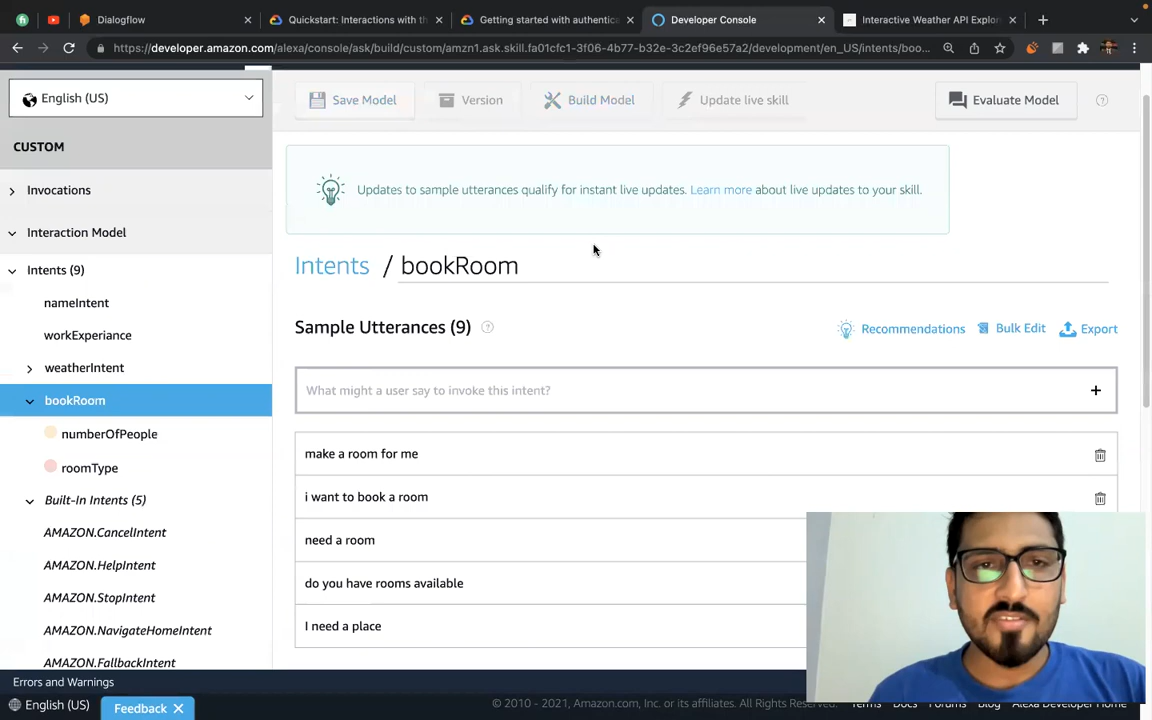 Dialogflow
Quickstart: Interactions with th
Getting started with authentica
Developer Console
Interactive Weather API Explor
https://developer.amazon.com/alexa/console/ask/build/custom/amzn1.ask.skill.fa01cfc1-3f06-4b77-b32e-3c2ef96e57a2/development/en_US/intents/boo...
English (US)
Save Model
Version
Build Model
Update live skill
Evaluate Model
CUSTOM
Invocations
Interaction Model
Intents (9)
nameIntent
workExperiance
weatherIntent
bookRoom
numberOfPeople
roomType
Built-In Intents (5)
AMAZON.CancelIntent
AMAZON.HelpIntent
AMAZON.StopIntent
AMAZON.NavigateHomeIntent
AMAZON.FallbackIntent
Updates to sample utterances qualify for instant live updates. Learn more about live updates to your skill.
Intents / bookRoom
Sample Utterances (9)
Recommendations
Bulk Edit
Export
What might a user say to invoke this intent?
make a room for me
i want to book a room
need a room
do you have rooms available
I need a place
Errors and Warnings
English (US)
Feedback
© 2010 - 2021, Amazon.com, Inc. or its affiliates. All Rights Reserved.
Terms Docs Forums Blog Alexa Developer Home